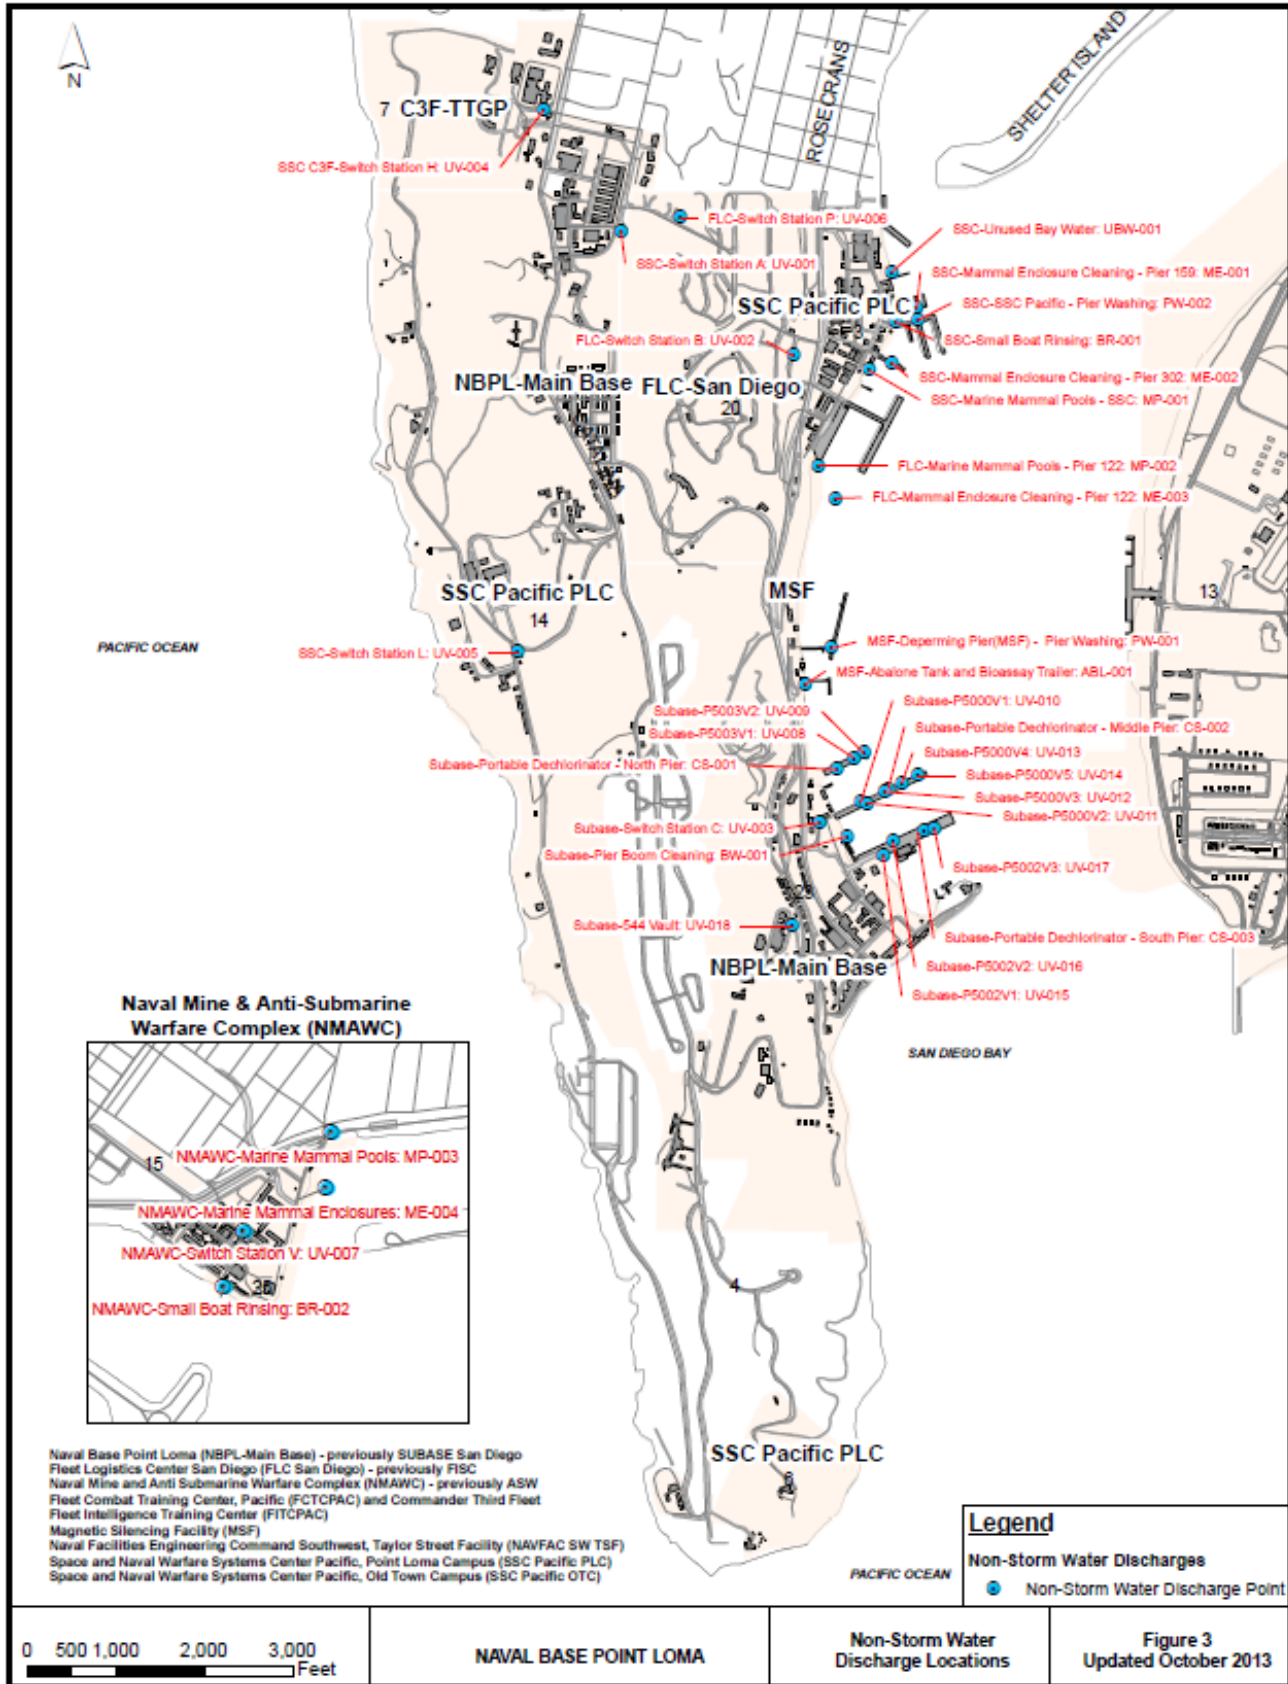 N
7 C3F-TTGP
ROSECRANS
SHELTER ISLAND
SSC C3F-Switch Station H: UV-004
FLC-Switch Station P: UV-006
SSC-Unused Bay Water: UBW-001
SSC-Switch Station A: UV-001
SSC-Mammal Enclosure Cleaning - Pier 159: ME-001
SSC Pacific PLC
SSC-SSC Pacific - Pier Washing: PW-002
3
FLC-Switch Station B: UV-002
SSC-Small Boat Rinsing: BR-001
NBPL-Main Base
FLC-San Diego
SSC-Mammal Enclosure Cleaning - Pier 302: ME-002
20
SSC-Marine Mammal Pools - SSC: MP-001
FLC-Marine Mammal Pools - Pier 122: MP-002
FLC-Mammal Enclosure Cleaning - Pier 122: ME-003
SSC Pacific PLC
MSF
13
14
PACIFIC OCEAN
SSC-Switch Station L: UV-005
MSF-Deperming Pier(MSF) - Pier Washing: PW-001
MSF-Abalone Tank and Bioassay Trailer: ABL-001
Subase-P5003V2: UV-009
Subase-P5000V1: UV-010
Subase-P5003V1: UV-008
Subase-Portable Dechlorinator - Middle Pier: CS-002
Subase-Portable Dechlorinator - North Pier: CS-001
Subase-P5000V4: UV-013
Subase-P5000V5: UV-014
Subase-P5000V3: UV-012
Subase-P5000V2: UV-011
Subase-Switch Station C: UV-003
Subase-Pier Boom Cleaning: BW-001
Subase-P5002V3: UV-017
Subase-544 Vault: UV-018
Subase-Portable Dechlorinator - South Pier: CS-003
NBPL-Main Base
Subase-P5002V2: UV-016
Subase-P5002V1: UV-015
SAN DIEGO BAY
Naval Mine & Anti-Submarine
Warfare Complex (NMAWC)
15
NMAWC-Marine Mammal Pools: MP-003
NMAWC-Marine Mammal Enclosures: ME-004
NMAWC-Switch Station V: UV-007
NMAWC-Small Boat Rinsing: BR-002
4
SSC Pacific PLC
6
Naval Base Point Loma (NBPL-Main Base) - previously SUBASE San Diego
Fleet Logistics Center San Diego (FLC San Diego) - previously FISC
Naval Mine and Anti Submarine Warfare Complex (NMAWC) - previously ASW
Fleet Combat Training Center, Pacific (FCTCPAC) and Commander Third Fleet
Fleet Intelligence Training Center (FITCPAC)
Magnetic Silencing Facility (MSF)
Naval Facilities Engineering Command Southwest, Taylor Street Facility (NAVFAC SW TSF)
Space and Naval Warfare Systems Center Pacific, Point Loma Campus (SSC Pacific PLC)
Space and Naval Warfare Systems Center Pacific, Old Town Campus (SSC Pacific OTC)
PACIFIC OCEAN
Legend
Non-Storm Water Discharges
Non-Storm Water Discharge Point
0 500 1,000 2,000 3,000
Feet
NAVAL BASE POINT LOMA
Non-Storm Water
Discharge Locations
Figure 3
Updated October 2013